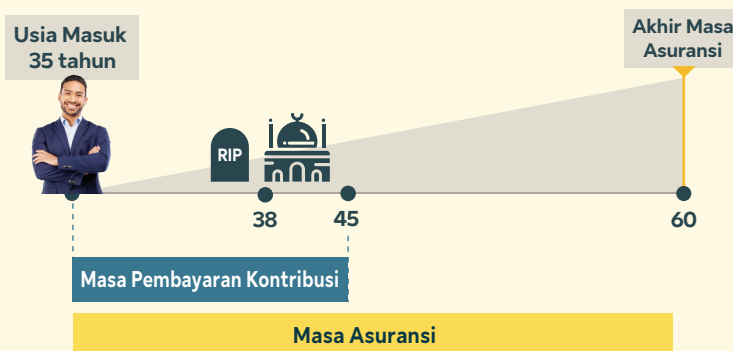 Usia Masuk
35 tahun
Akhir Masa
Asuransi
RIP
38
45
60
Masa Pembayaran Kontribusi
Masa Asuransi